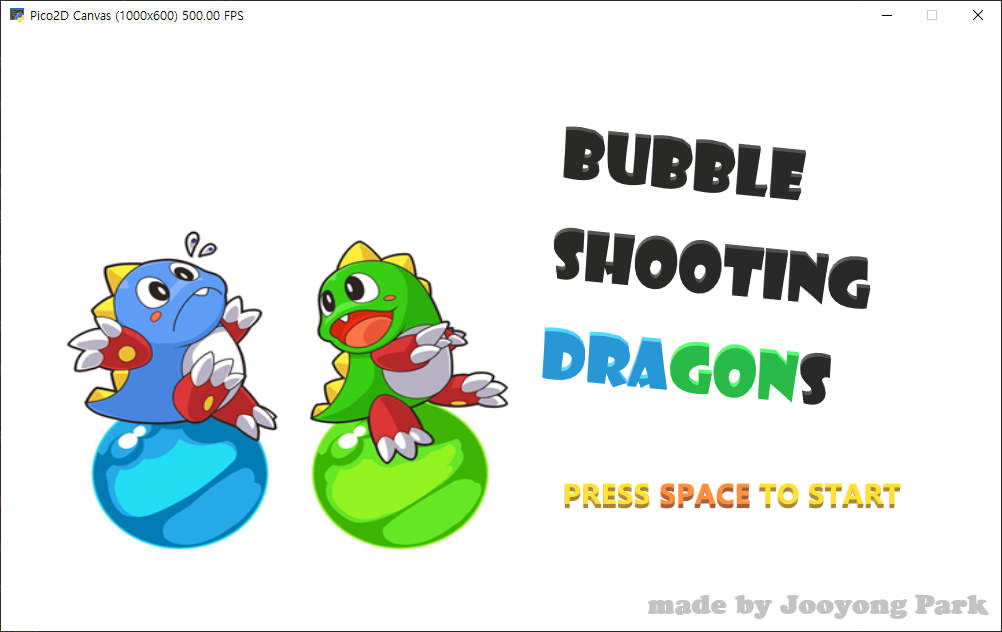 Pico2D Canvas (1000x600) 500.00 FPS
BUBBLE
SHOOTING
DRAGONS
PRESS SPACE TO START
made by Jooyong Park